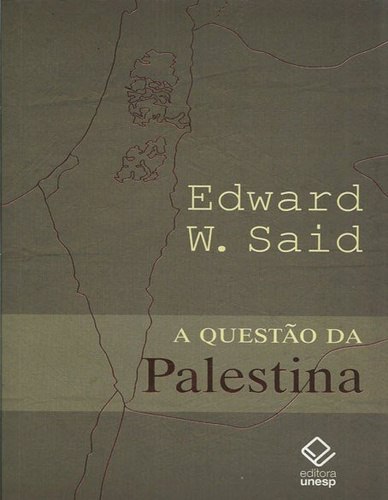 Edward
W. Said
A QUESTÃO DA
Palestina
editora
unesp